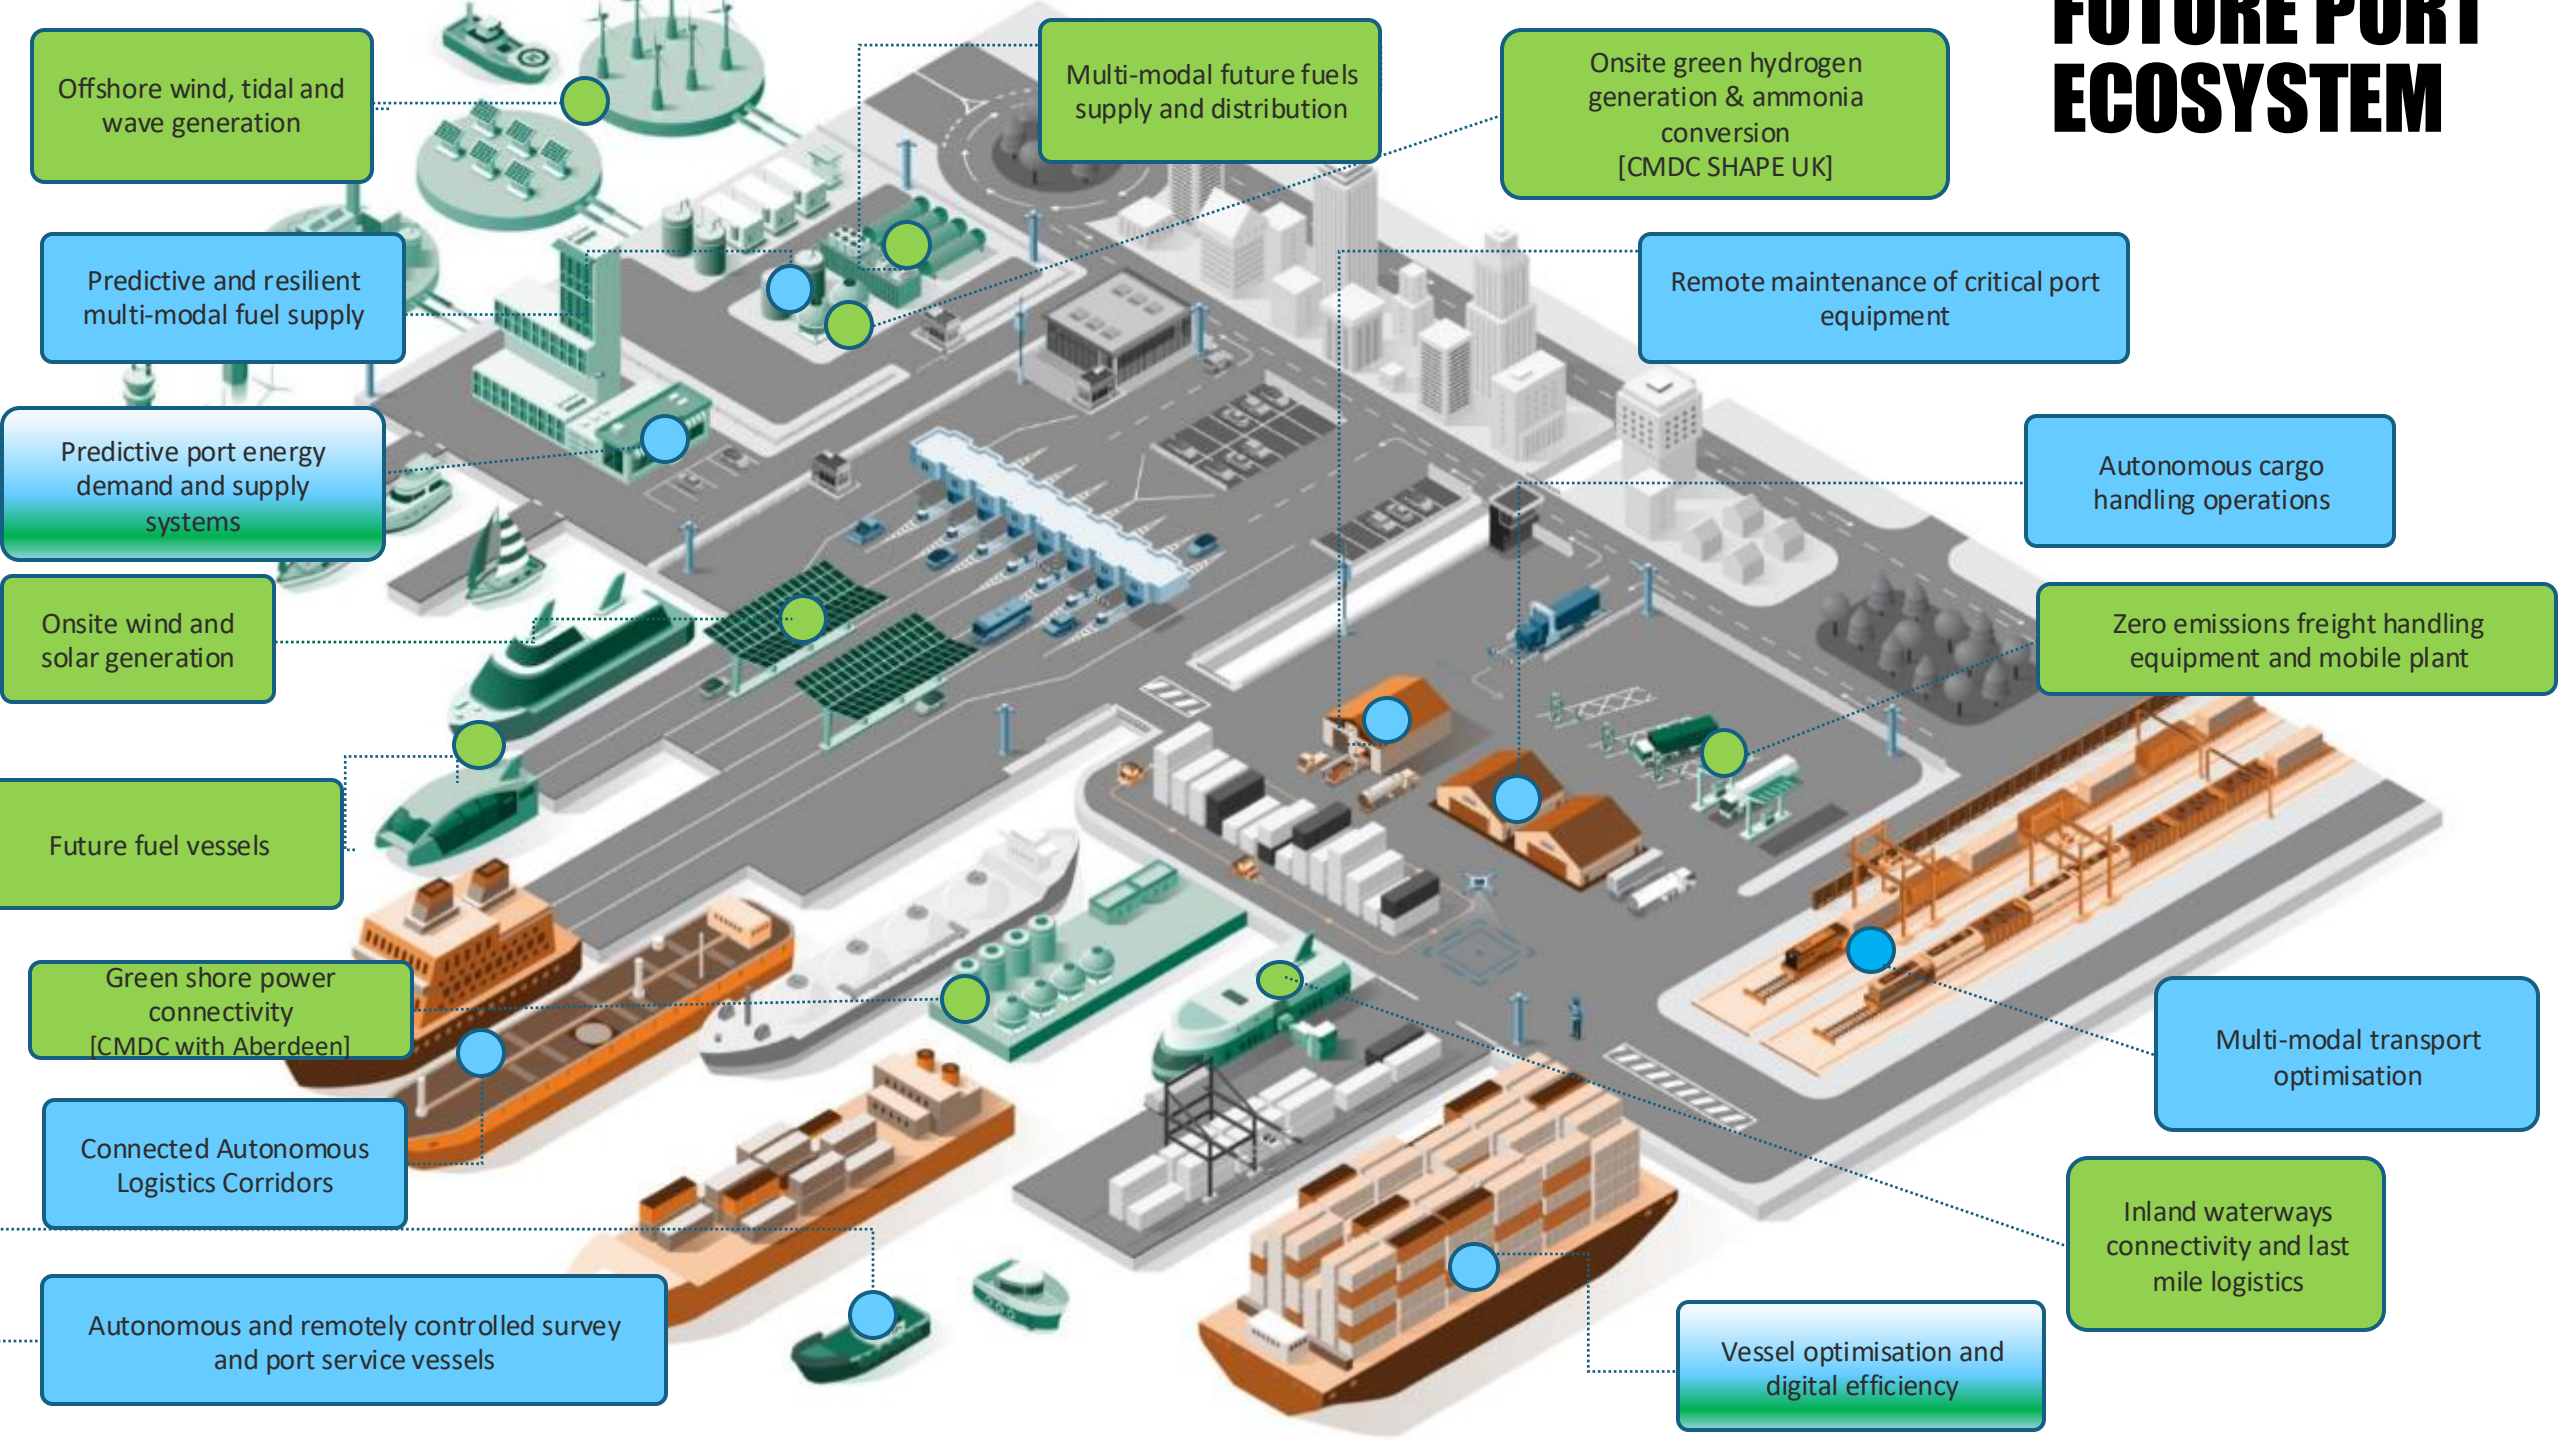 FUTURE PORT
ECOSYSTEM
Offshore wind, tidal and
wave generation
Multi-modal future fuels
supply and distribution
Onsite green hydrogen
generation & ammonia
conversion
[CMDC SHAPE UK]
Predictive and resilient
multi-modal fuel supply
Remote maintenance of critical port
equipment
Predictive port energy
demand and supply
systems
Autonomous cargo
handling operations
Onsite wind and
solar generation
Zero emissions freight handling
equipment and mobile plant
Future fuel vessels
Green shore power
connectivity
[CMDC with Aberdeen]
Multi-modal transport
optimisation
Connected Autonomous
Logistics Corridors
Inland waterways
connectivity and last
mile logistics
Autonomous and remotely controlled survey
and port service vessels
Vessel optimisation and
digital efficiency